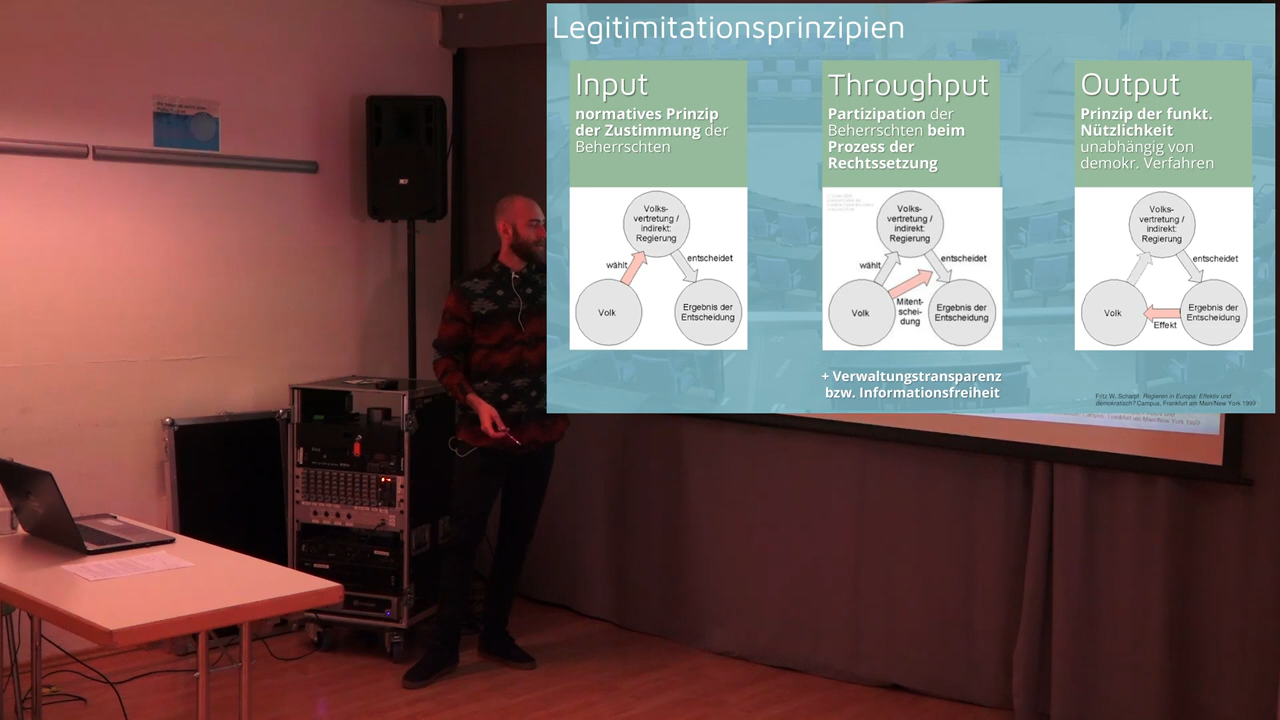 Legitimitationsprinzipien
Input
normatives Prinzip
der Zustimmung der
Beherrschten
Volks-
vertretung /
indirekt:
Regierung
wählt
entscheidet
Volk
Ergebnis der
Entscheidung
Throughput
Partizipation der
Beherrschten beim
Prozess der
Rechtssetzung
Volks-
vertretung /
indirekt:
Regierung
wählt
entscheidet
Volk
Mitent-
schei-
dung
Ergebnis der
Entscheidung
+ Verwaltungstransparenz
bzw. Informationsfreiheit
Output
Prinzip der funkt.
Nützlichkeit
unabhängig von
demokr. Verfahren
Volks-
vertretung /
indirekt:
Regierung
entscheidet
Volk
Effekt
Ergebnis der
Entscheidung
Fritz W. Scharpf: Regieren in Europa: Effektiv und
demokratisch? Campus, Frankfurt am Main/New York 1999